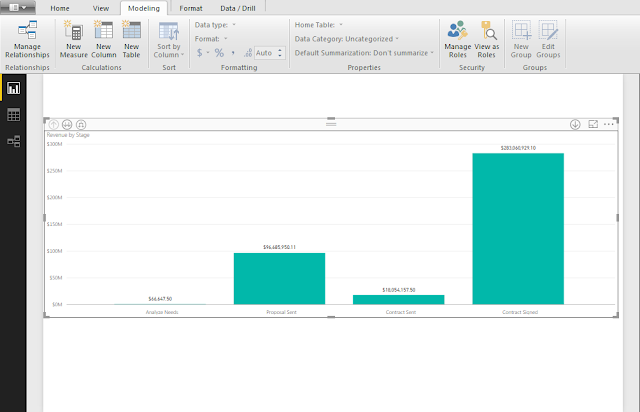 Home View Modeling Format Data / Drill
Manage Relationships
New Measure
New Column
New Table
Sort by Column
Data type:
Format:
$ % , .00 Auto
Home Table:
Data Category: Uncategorized
Default Summarization: Don't summarize
Manage Roles
View as Roles
New Group
Edit Groups
Relationships Calculations Sort Formatting Properties Security Groups
Revenue by Stage
$300M
$283,060,929.10
$250M
$200M
$150M
$100M
$96,685,950.11
$50M
$18,054,157.50
$66,647.50
$0M
Analyze Needs Proposal Sent Contract Sent Contract Signed